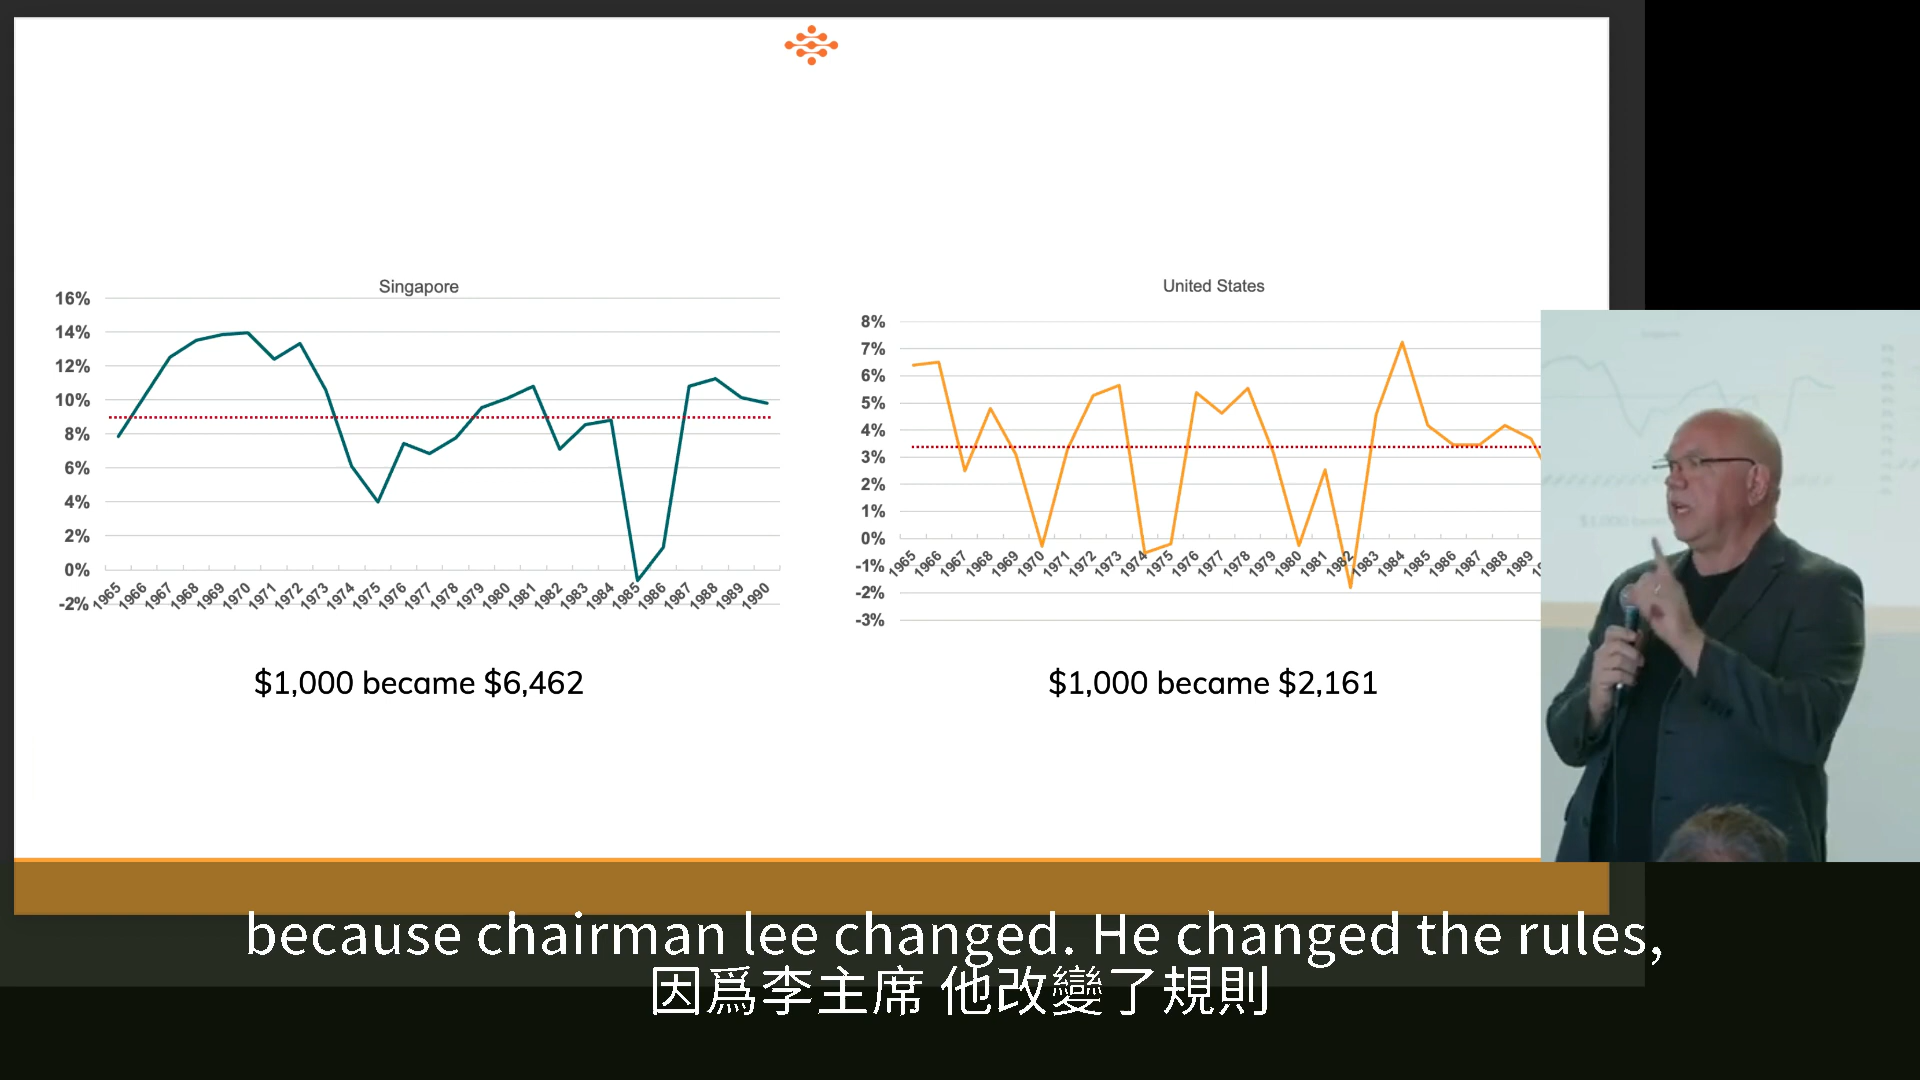 Singapore
16%
14%
12%
10%
8%
6%
4%
2%
0%
-2%
1965 1966 1967 1968 1969 1970 1971 1972 1973 1974 1975 1976 1977 1978 1979 1980 1981 1982 1983 1984 1985 1986 1987 1988 1989 1990
$1,000 became $6,462
United States
8%
7%
6%
5%
4%
3%
2%
1%
0%
-1%
-2%
-3%
1965 1966 1967 1968 1969 1970 1971 1972 1973 1974 1975 1976 1977 1978 1979 1980 1981 1982 1983 1984 1985 1986 1987 1988 1989
$1,000 became $2,161
because chairman lee changed. He changed the rules,
因爲李主席 他改變了規則